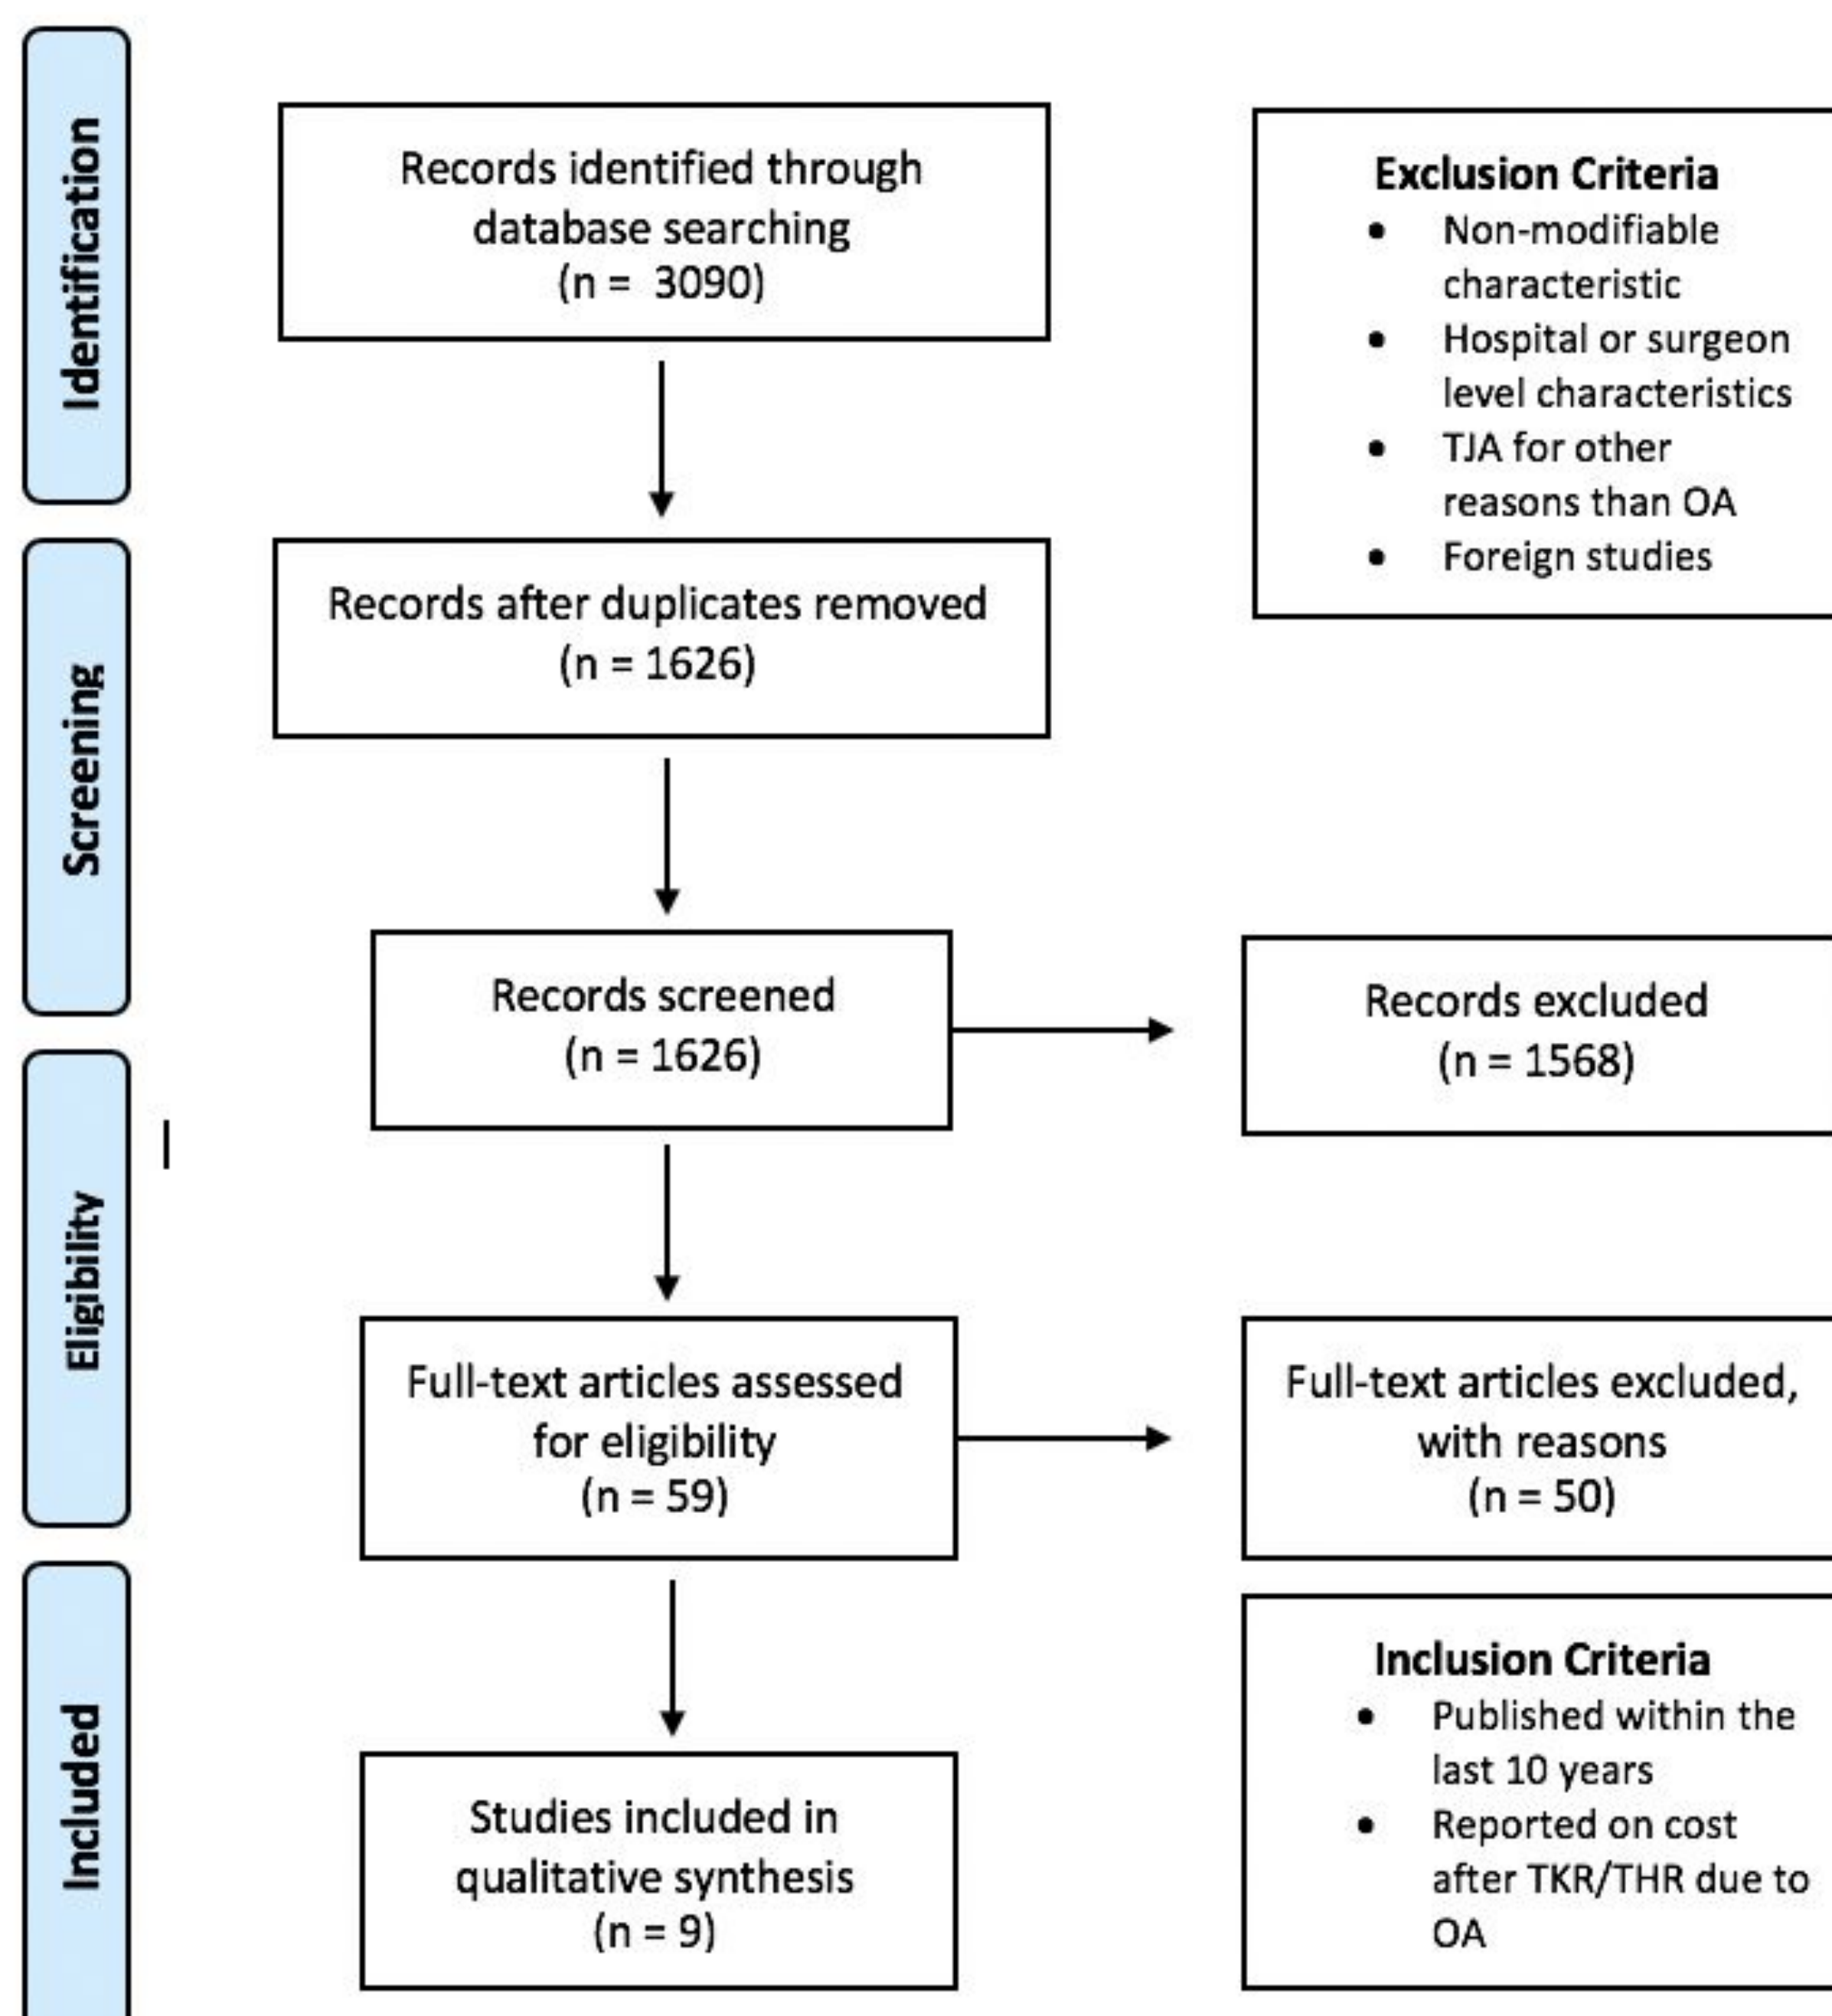 Identification
Records identified through
database searching
(n = 3090)
Exclusion Criteria
• Non-modifiable
characteristic
• Hospital or surgeon
level characteristics
• TJA for other
reasons than OA
• Foreign studies
Screening
Records after duplicates removed
(n = 1626)
Records screened
(n = 1626)
Records excluded
(n = 1568)
Eligibility
Full-text articles assessed
for eligibility
(n = 59)
Full-text articles excluded,
with reasons
(n = 50)
Included
Studies included in
qualitative synthesis
(n = 9)
Inclusion Criteria
• Published within the
last 10 years
• Reported on cost
after TKR/THR due to
OA